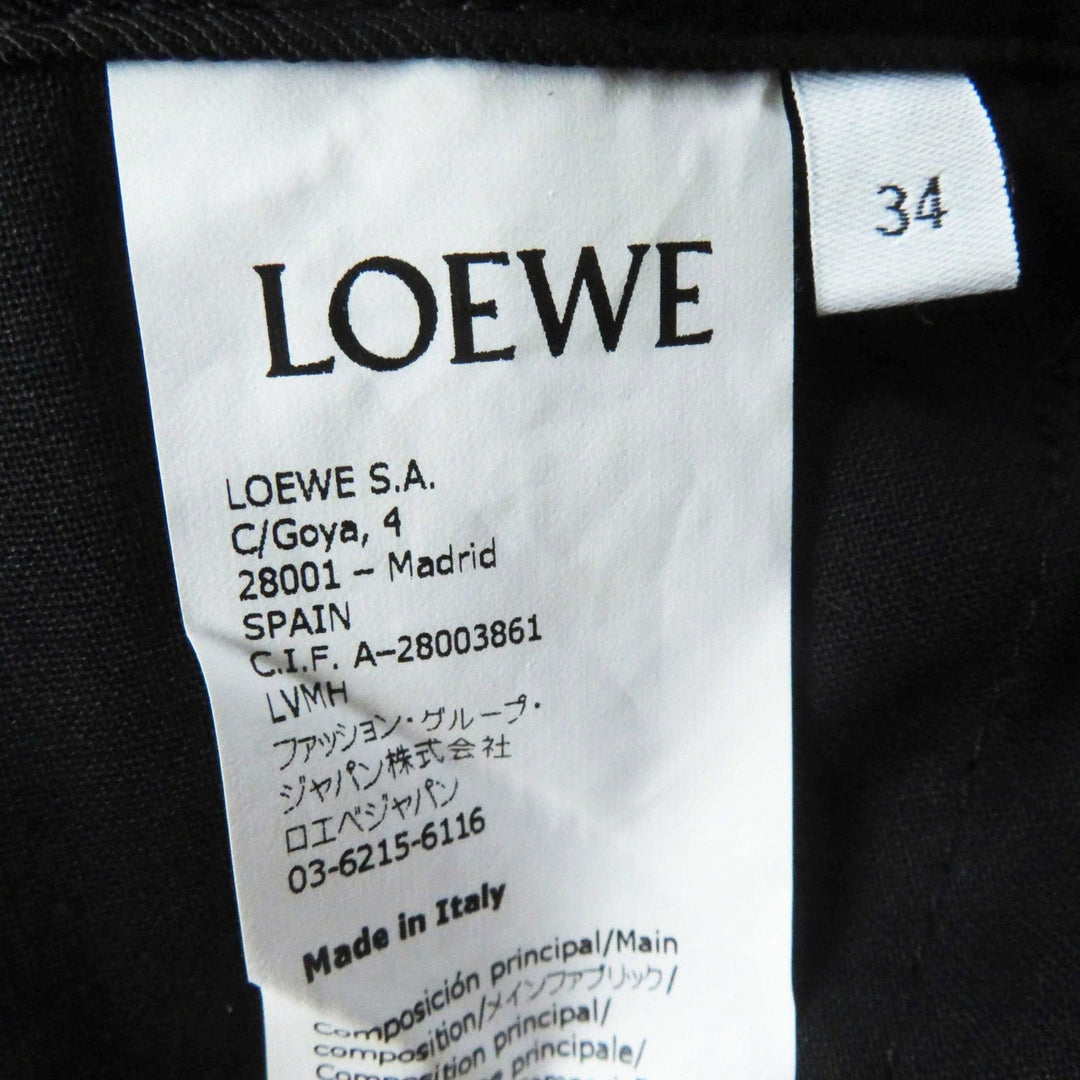 LOEWE
34
LOEWE S.A.
C/Goya, 4
28001 – Madrid
SPAIN
C.I.F. A–28003861
LVMH
ファッション・グループ・
ジャパン株式会社
ロエベジャパン
03-6215-6116
Made in Italy
Composición principal/Main
composition/メインファブリック/
Composition principal/
principale/